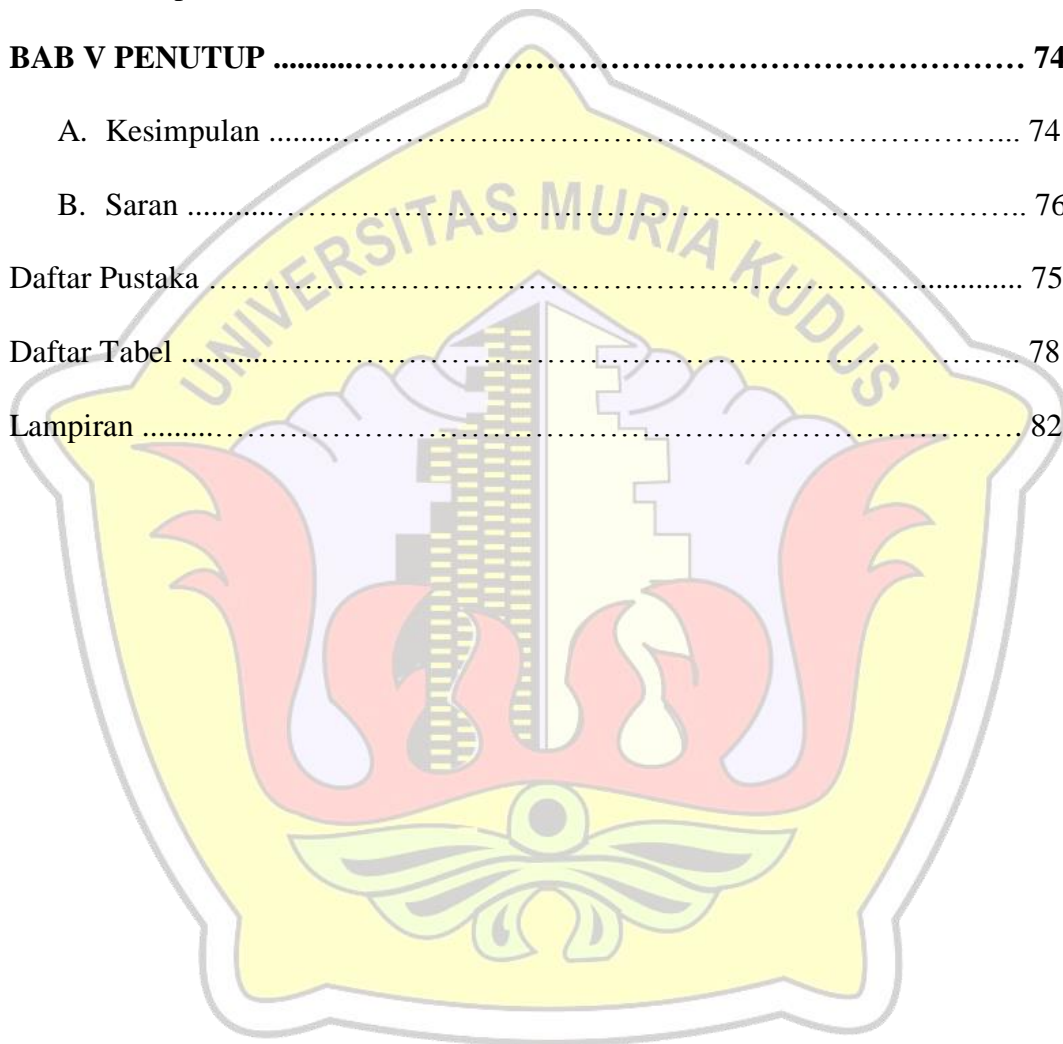 BAB V PENUTUP ..........………………………………………………………… 74
A. Kesimpulan .........…………………..……………………………………... 74
B. Saran ...........………………………………………………………….. 76
Daftar Pustaka ………………………………………………………............. 75
Daftar Tabel ...........………………………………………………………….. 78
Lampiran .........……………………………………………………………… 82
UNIVERSITAS MURIA KUDUS